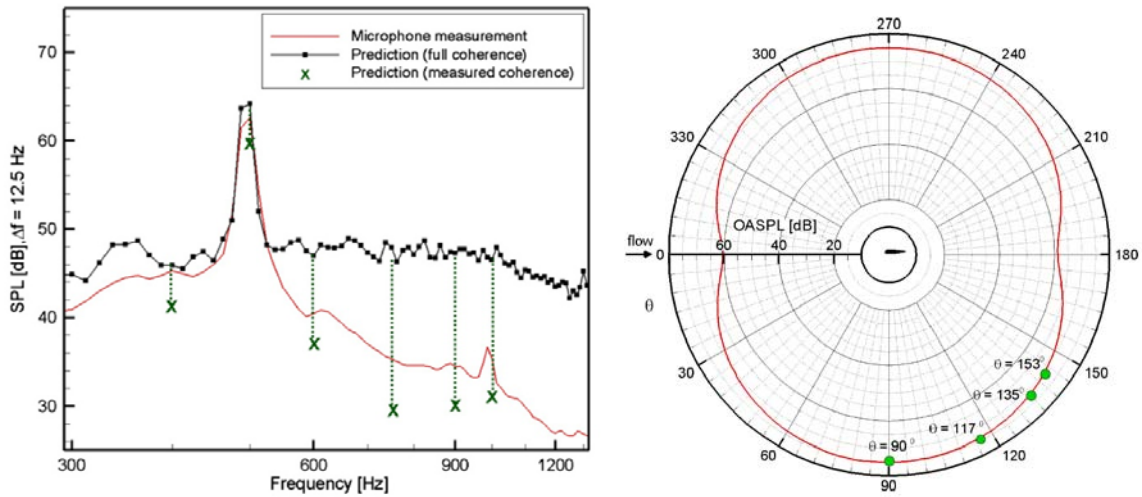 70
60
50
40
30
SPL [dB], Δf = 12.5 Hz
Microphone measurement
Prediction (full coherence)
Prediction (measured coherence)
300
600
900
1200
Frequency [Hz]
270
300
240
330
210
OASPL [dB]
flow
0
60
40
20
180
θ
θ = 153°
θ = 135°
θ = 117°
θ = 90°
30
150
60
120
90